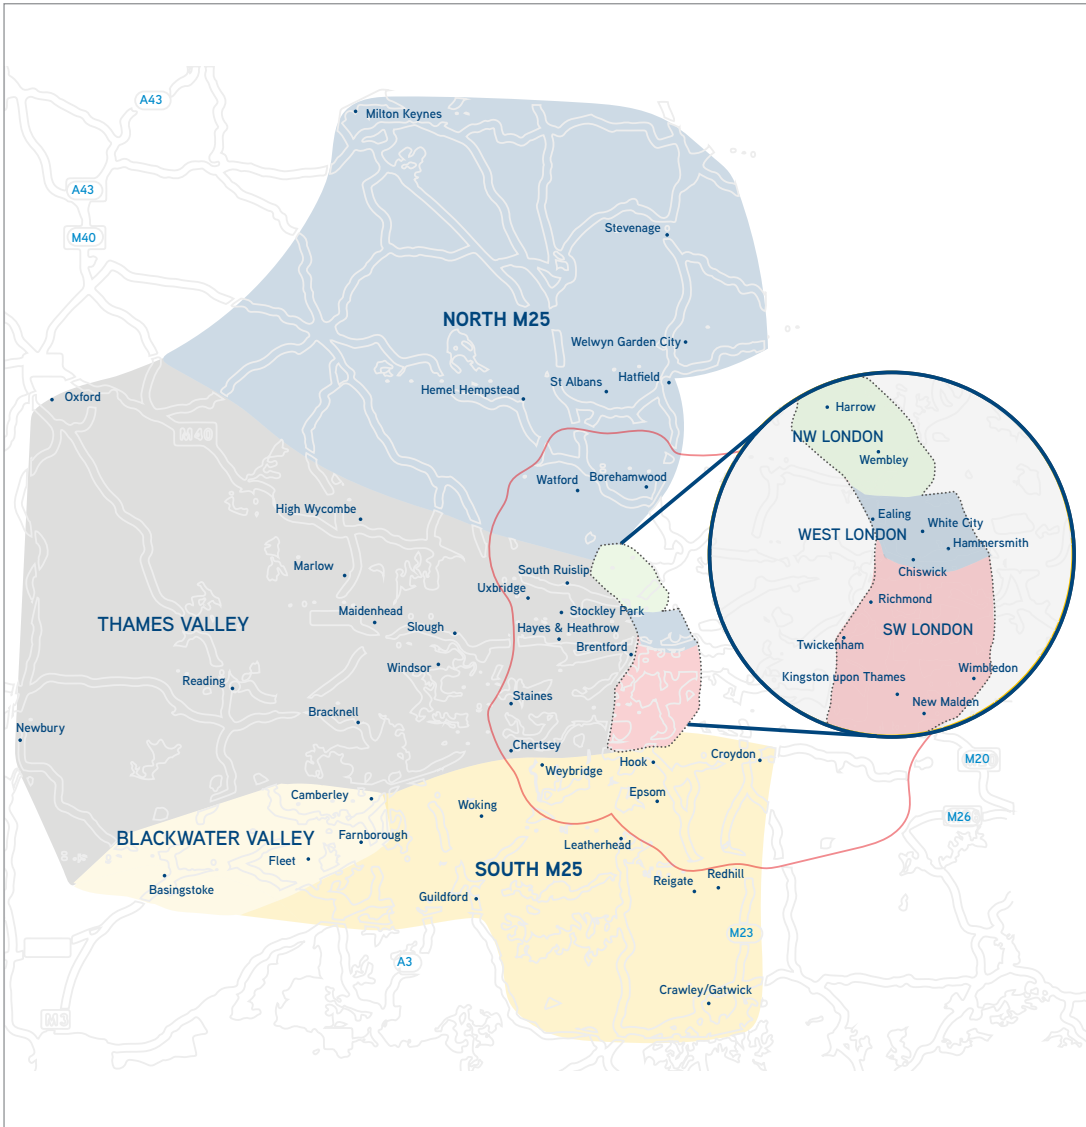 A43
Milton Keynes
A43
M40
Stevenage
NORTH M25
Welwyn Garden City
Hatfield
St Albans
Hemel Hempstead
Oxford
Harrow
M40
NW LONDON
Wembley
Watford
Borehamwood
High Wycombe
Ealing
White City
WEST LONDON
Hammersmith
Marlow
South Ruislip
Chiswick
Uxbridge
Richmond
Maidenhead
Stockley Park
THAMES VALLEY
Slough
Hayes & Heathrow
SW LONDON
Twickenham
Brentford
Windsor
Wimbledon
Reading
Kingston upon Thames
Staines
New Malden
Bracknell
Newbury
Chertsey
Croydon
M20
Hook
Weybridge
Camberley
Epsom
Woking
M26
BLACKWATER VALLEY
Farnborough
Leatherhead
Fleet
SOUTH M25
Redhill
Reigate
Basingstoke
Guildford
M23
A3
Crawley/Gatwick
M3